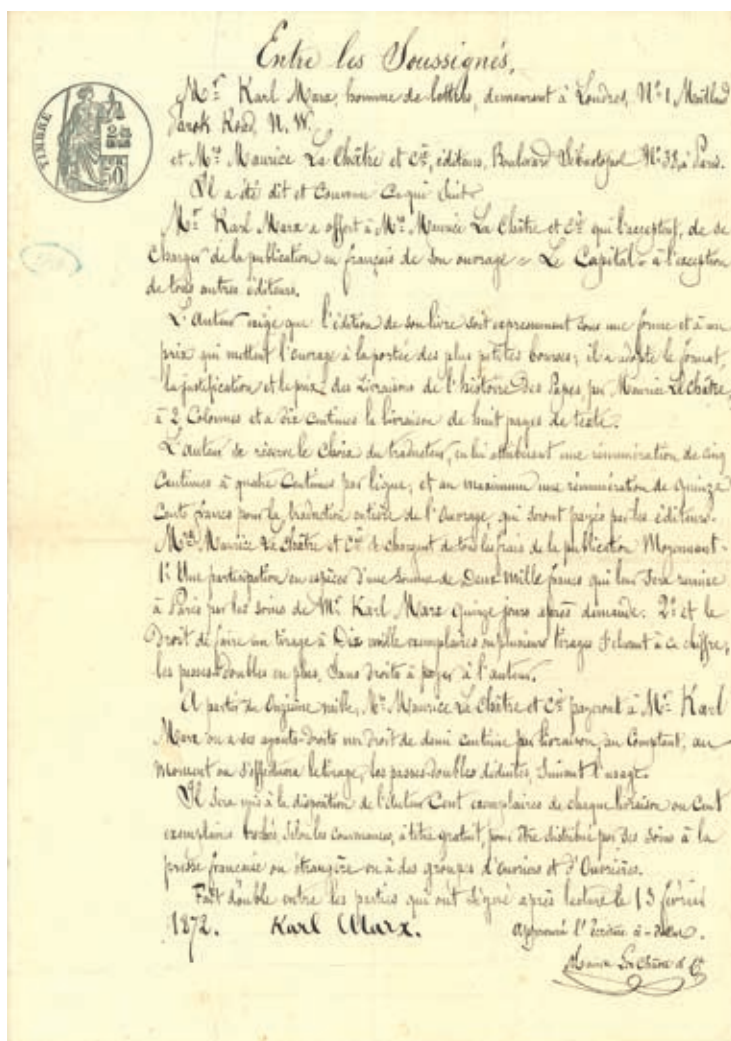 Entre les Soussignés,
Mr. Karl Marx, homme de lettres, demeurant à Londres, No. 1, Maitland
Parok Road, N. W.
TIMBRE
50
et Mr. Maurice La Châtre et Cie, éditeurs, Boulevard Sébastopol No. 38, à Paris.
Il a été dit et Convenu Ce qui Suit.
Mr. Karl Marx a offert à Mr. Maurice La Châtre et Cie qui l'acceptent, de se
Charger de la publication en français de son ouvrage = Le Capital = à l'exception
de tous autres éditeurs.
L'auteur exige que l'édition de son livre soit expressement sous une forme et à un
prix qui mettent l'ouvrage à la portée des plus petites bourses; il a adopté le format,
la justification et le prix des Livraisons de l'histoire des Papes, par Maurice La châtre,
à 2 Colonnes et a dix Centimes la livraison de huit pages de texte.
L'auteur se réserve le Choix du traducteur, en lui attribuant une rémunération de cinq
Centimes à quatre Centimes par ligne, et au maximum une rémunération de Quinze
Cents francs pour la traduction entière de l'Ouvrage, qui seront payés par les éditeurs.
Mr. Maurice La Châtre et Cie se chargent de tous les frais de la publication Moyennant -
1o Une participation en espèces d'une Somme de Deux Mille francs qui leur Sera remise
à Paris par les soins de Mr. Karl Marx Quinze jours après demande. 2o et le
Droit de faire un tirage à Dix mille exemplaires ou plusieurs tirages S'élevant à ce chiffre,
les passes-doubles en plus, Sans droits à payer à l'auteur.
A partir du Onzième mille, Mr. Maurice La Châtre et Cie payeront à Mr. Karl
Marx ou a ses ayants-droits un droit de demi centime par livraison, au Comptant, au
Moment où S'effectuera le tirage, les passes-doubles déduites, Suivant l'usage.
Il Sera mis à la disposition de l'auteur Cent exemplaires de chaque livraison ou Cent
exemplaires brochés, Selon les Convenances, à titre gratuit, pour être distribué par Ses Soins à la
presse française ou étrangère ou à des groupes d'Ouvriers et d'Ouvrières.
Fait double entre les parties qui ont signé après lecture le 13 février
1872. Karl Marx. Approuvé l'Ecriture ci-dessus.
Maurice La Châtre et Cie